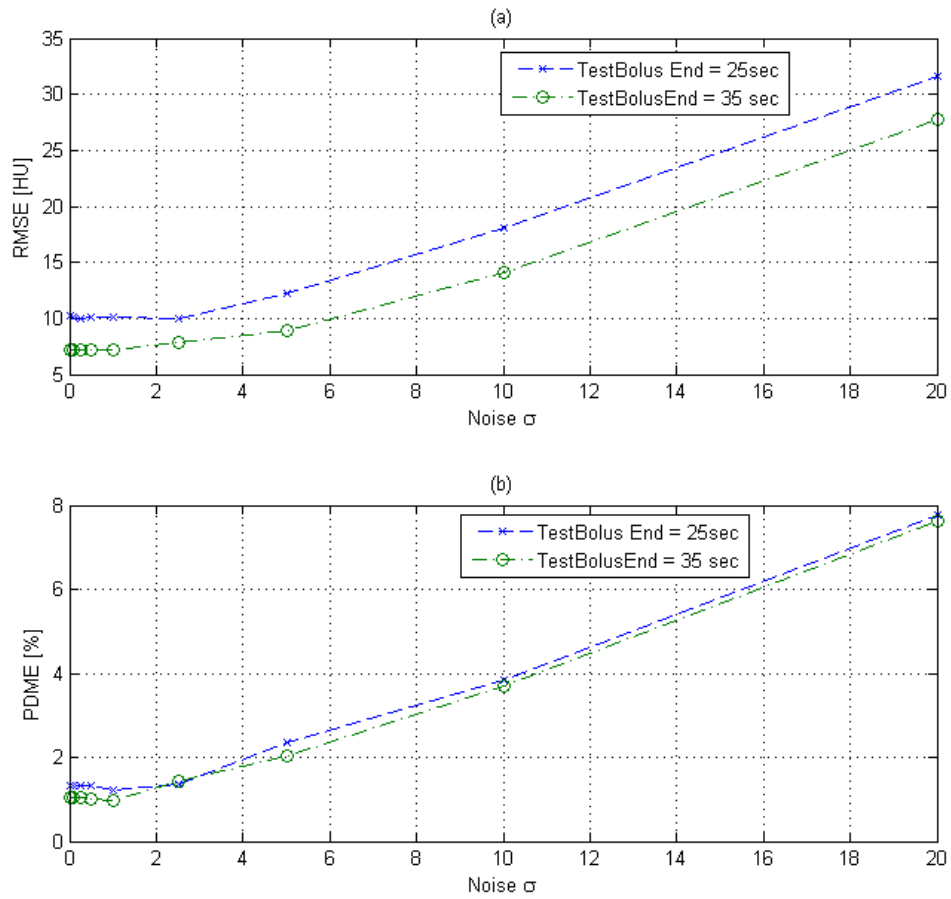 (a)
35
30
25
20
15
10
5
RMSE [HU]
TestBolus End = 25sec
TestBolusEnd = 35 sec
0 2 4 6 8 10 12 14 16 18 20
Noise σ
(b)
8
6
4
2
0
PDME [%]
TestBolus End = 25sec
TestBolusEnd = 35 sec
0 2 4 6 8 10 12 14 16 18 20
Noise σ